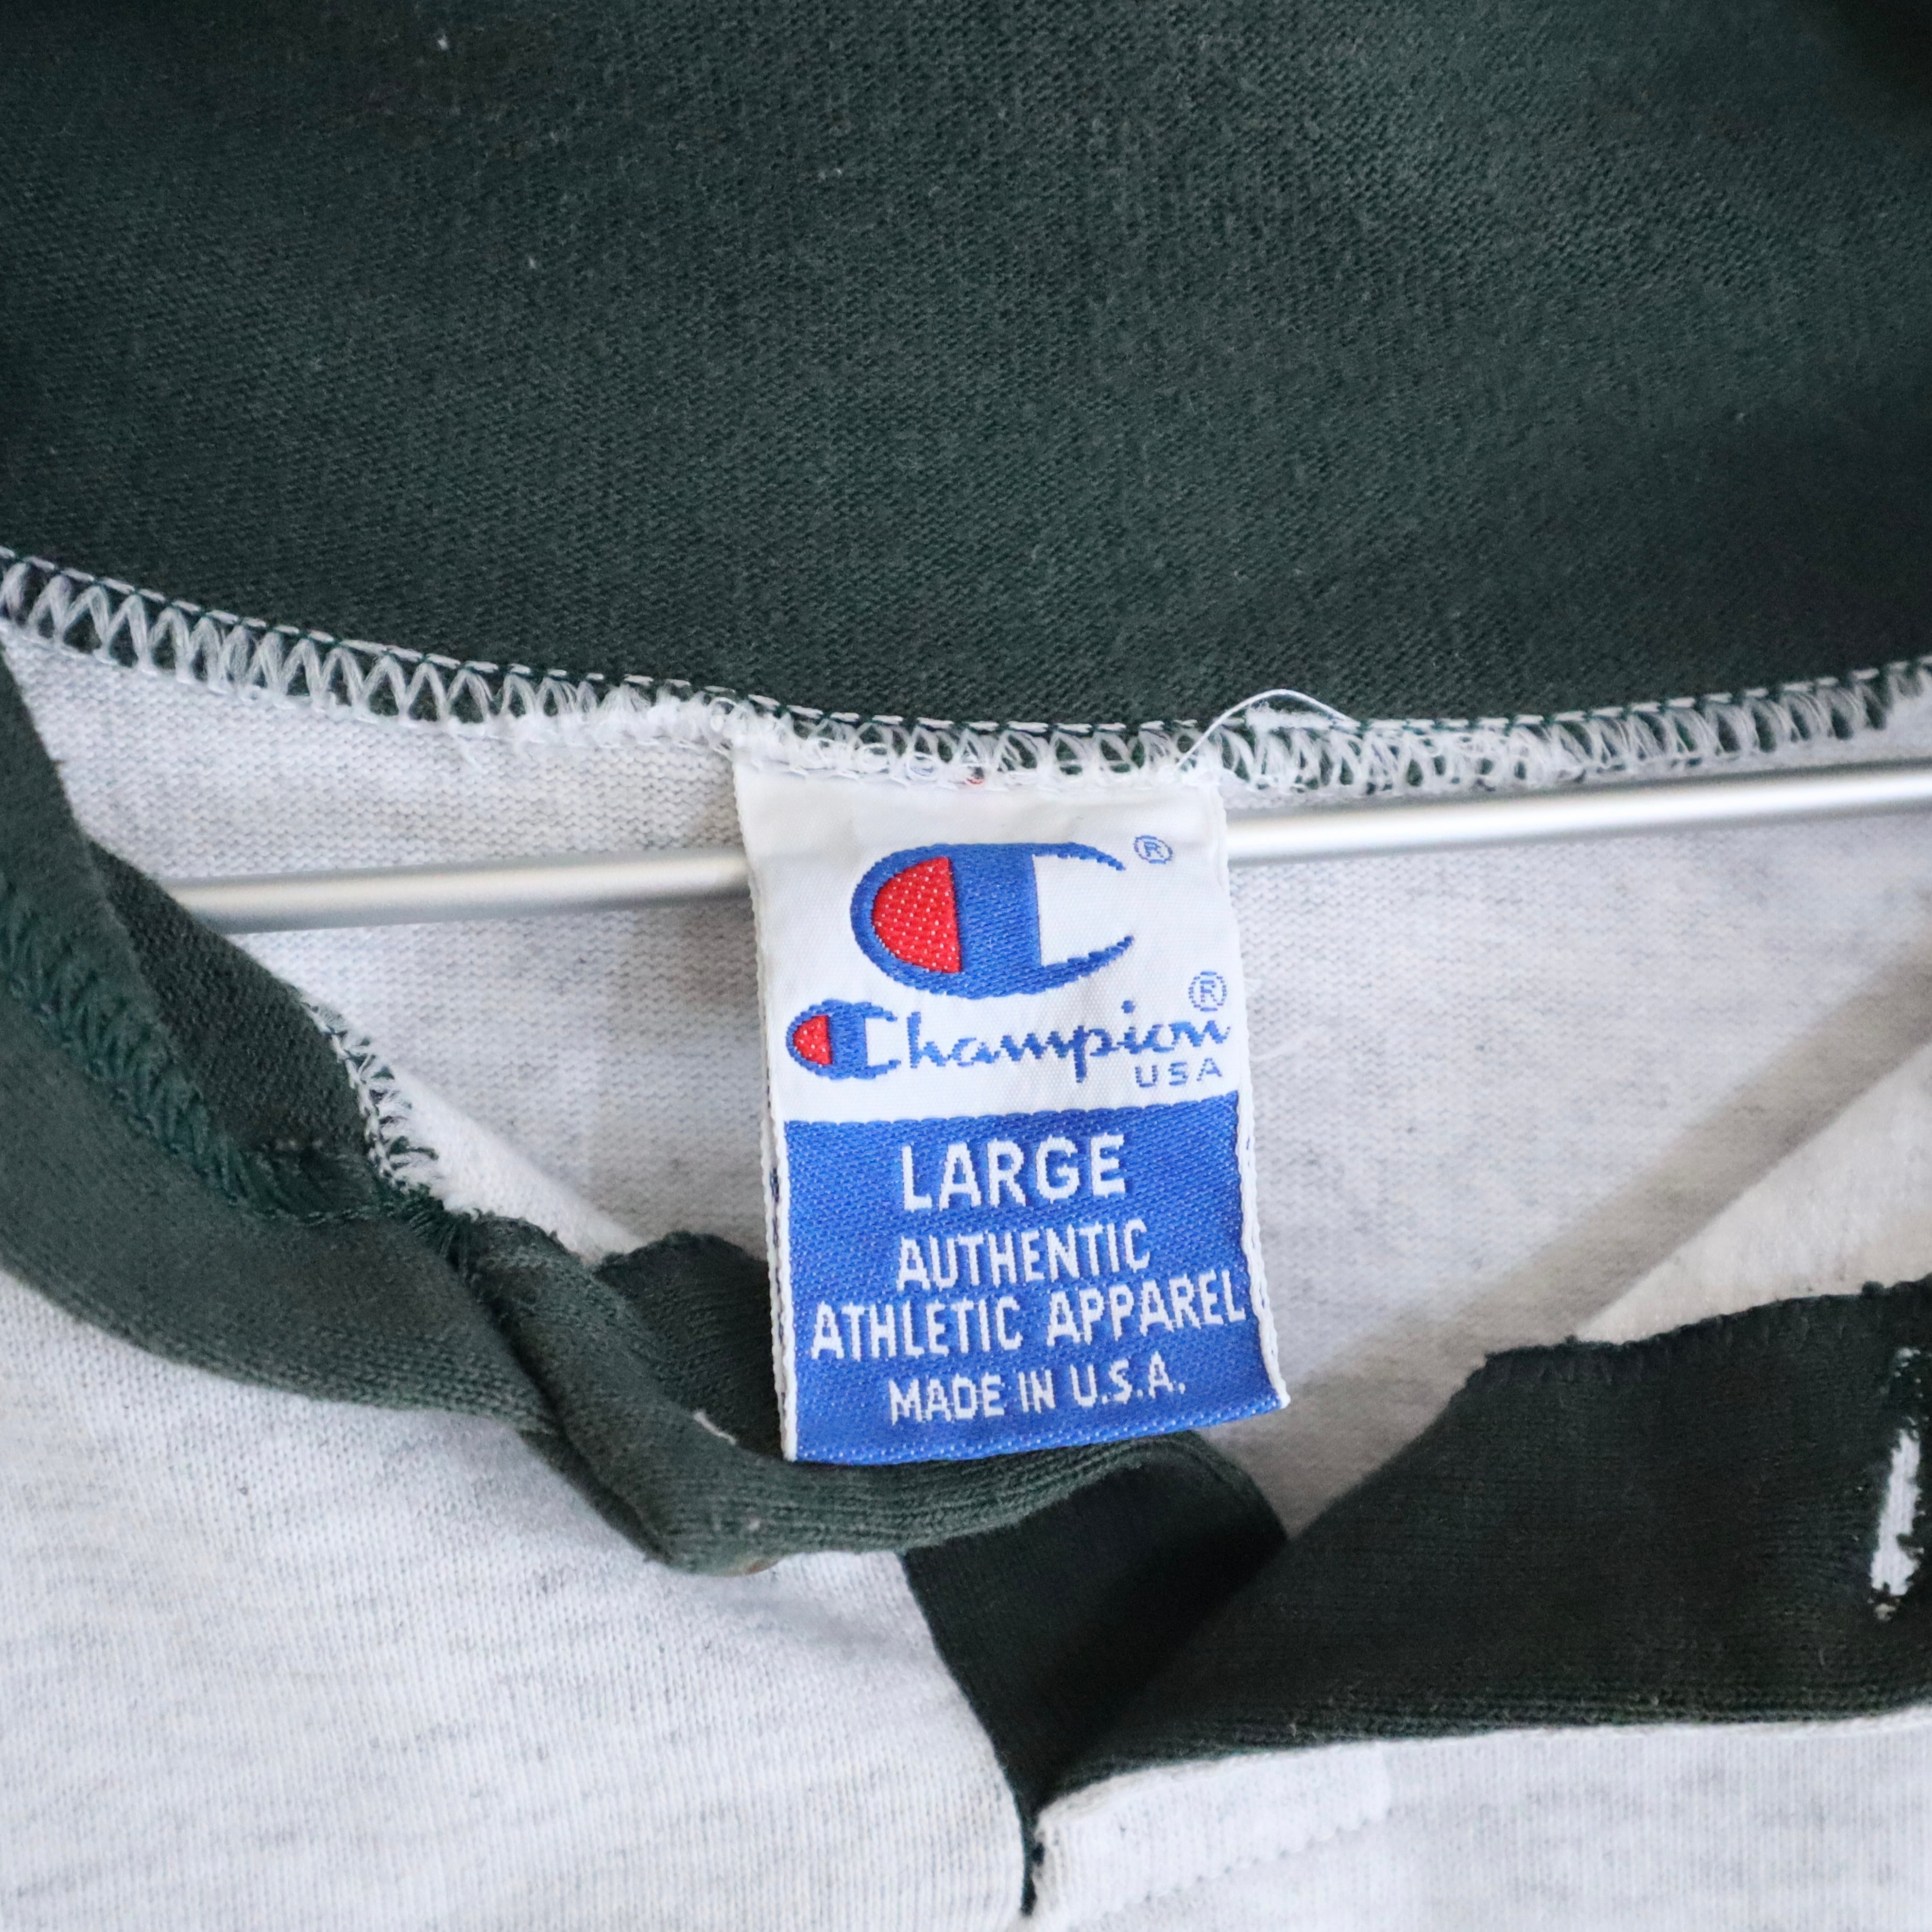 ®
Champion®
USA
LARGE
AUTHENTIC
ATHLETIC APPAREL
MADE IN U.S.A.